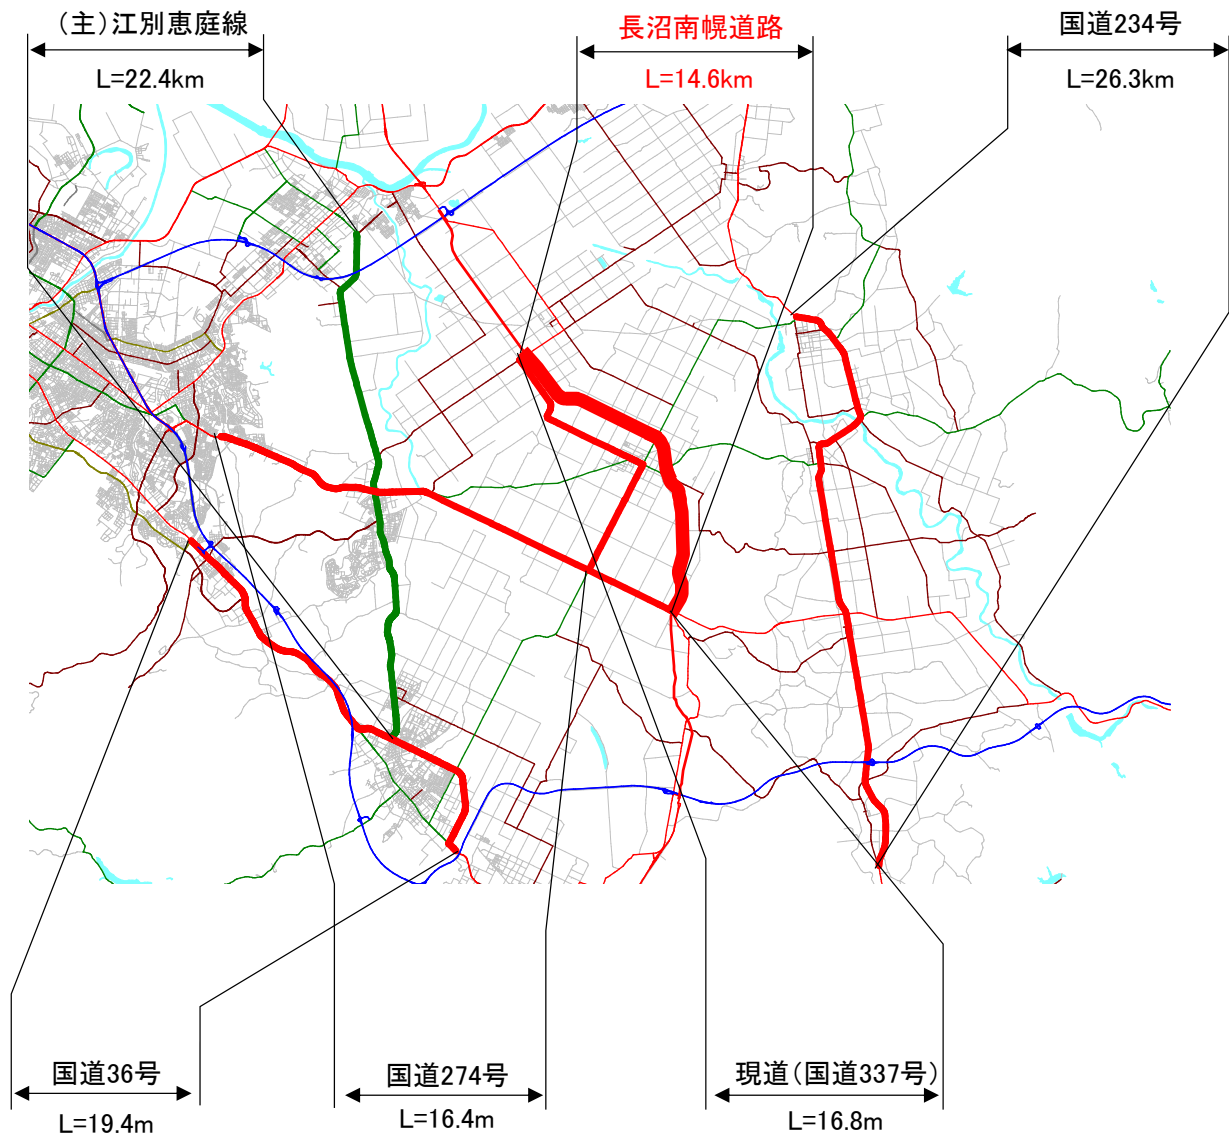 (主)江別恵庭線
L=22.4km
長沼南幌道路
L=14.6km
国道234号
L=26.3km
国道36号
L=19.4m
国道274号
L=16.4m
現道(国道337号)
L=16.8m